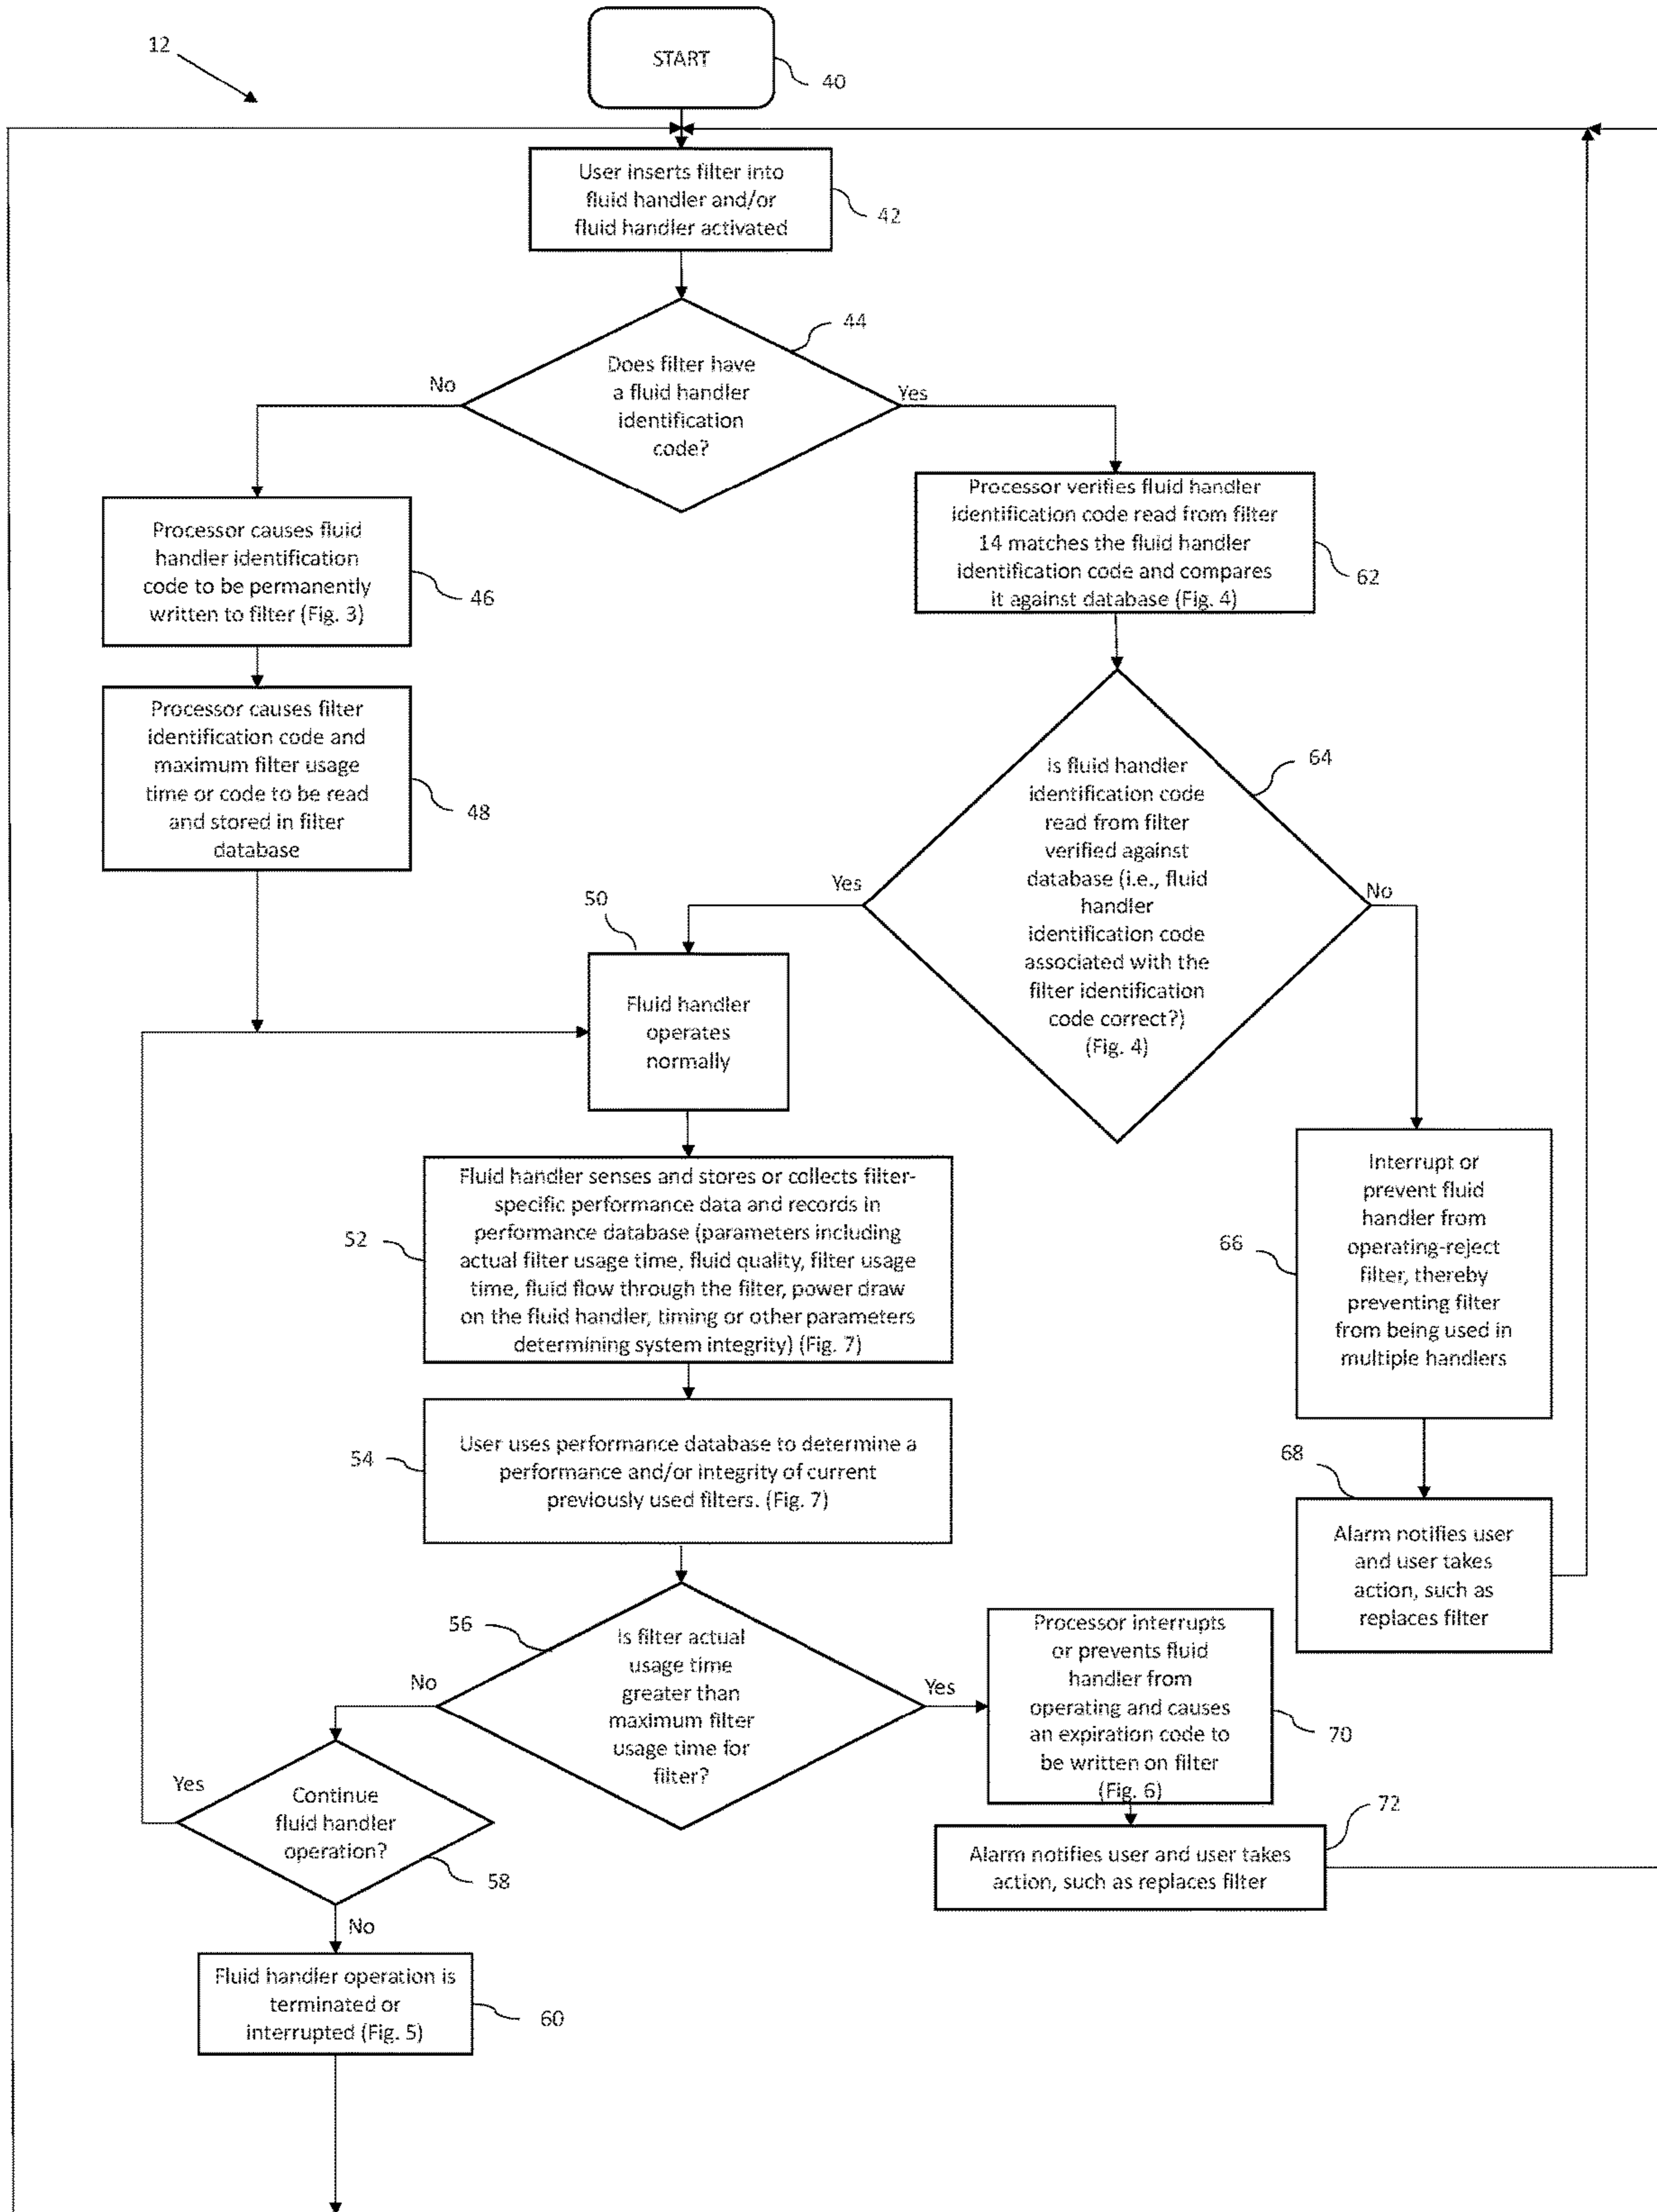 12
START
40
User inserts filter into
fluid handler and/or
fluid handler activated
42
44
Does filter have
a fluid handler
identification
code?
No
Yes
Processor causes fluid
handler identification
code to be permanently
written to filter (Fig. 3)
46
Processor verifies fluid handler
identification code read from filter
14 matches the fluid handler
identification code and compares
it against database (Fig. 4)
62
Processor causes filter
identification code and
maximum filter usage
time or code to be read
and stored in filter
database
48
64
Is fluid handler
identification code
read from filter
verified against
database (i.e., fluid
handler
identification code
associated with the
filter identification
code correct?)
(Fig. 4)
Yes
No
50
Fluid handler
operates
normally
Fluid handler senses and stores or collects filter-
specific performance data and records in
performance database (parameters including
actual filter usage time, fluid quality, filter usage
time, fluid flow through the filter, power draw
on the fluid handler, timing or other parameters
determining system integrity) (Fig. 7)
52
Interrupt or
prevent fluid
handler from
operating-reject
filter, thereby
preventing filter
from being used in
multiple handlers
66
User uses performance database to determine a
performance and/or integrity of current
previously used filters. (Fig. 7)
54
68
Alarm notifies user
and user takes
action, such as
replaces filter
56
Is filter actual
usage time
greater than
maximum filter
usage time for
filter?
No
Yes
Processor interrupts
or prevents fluid
handler from
operating and causes
an expiration code to
be written on filter
(Fig. 6)
70
Yes
Continue
fluid handler
operation?
58
No
72
Alarm notifies user and user takes
action, such as replaces filter
Fluid handler operation is
terminated or
interrupted (Fig. 5)
60